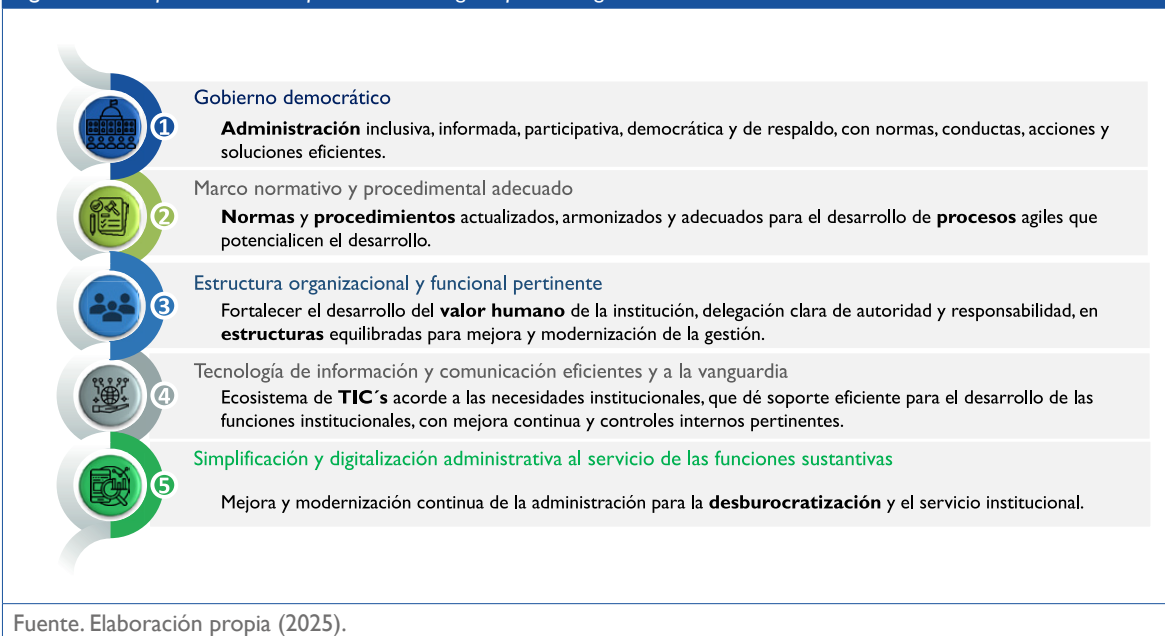 1
Gobierno democrático
Administración inclusiva, informada, participativa, democrática y de respaldo, con normas, conductas, acciones y
soluciones eficientes.
2
Marco normativo y procedimental adecuado
Normas y procedimientos actualizados, armonizados y adecuados para el desarrollo de procesos agiles que
potencialicen el desarrollo.
3
Estructura organizacional y funcional pertinente
Fortalecer el desarrollo del valor humano de la institución, delegación clara de autoridad y responsabilidad, en
estructuras equilibradas para mejora y modernización de la gestión.
4
Tecnología de información y comunicación eficientes y a la vanguardia
Ecosistema de TIC´s acorde a las necesidades institucionales, que dé soporte eficiente para el desarrollo de las
funciones institucionales, con mejora continua y controles internos pertinentes.
5
Simplificación y digitalización administrativa al servicio de las funciones sustantivas
Mejora y modernización continua de la administración para la desburocratización y el servicio institucional.
Fuente. Elaboración propia (2025).